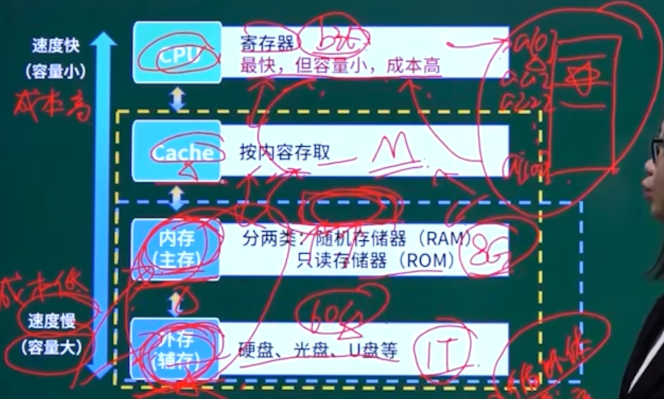 速度快
(容量小)
成本高
CPU
寄存器
bit
最快，但容量小，成本高
Cache
按内容存取
M
内存
(主存)
分两类：随机存储器（RAM）
只读存储器（ROM）
8G
成本低
速度慢
(容量大)
外存
(辅存)
硬盘、光盘、U盘等
60G
1T